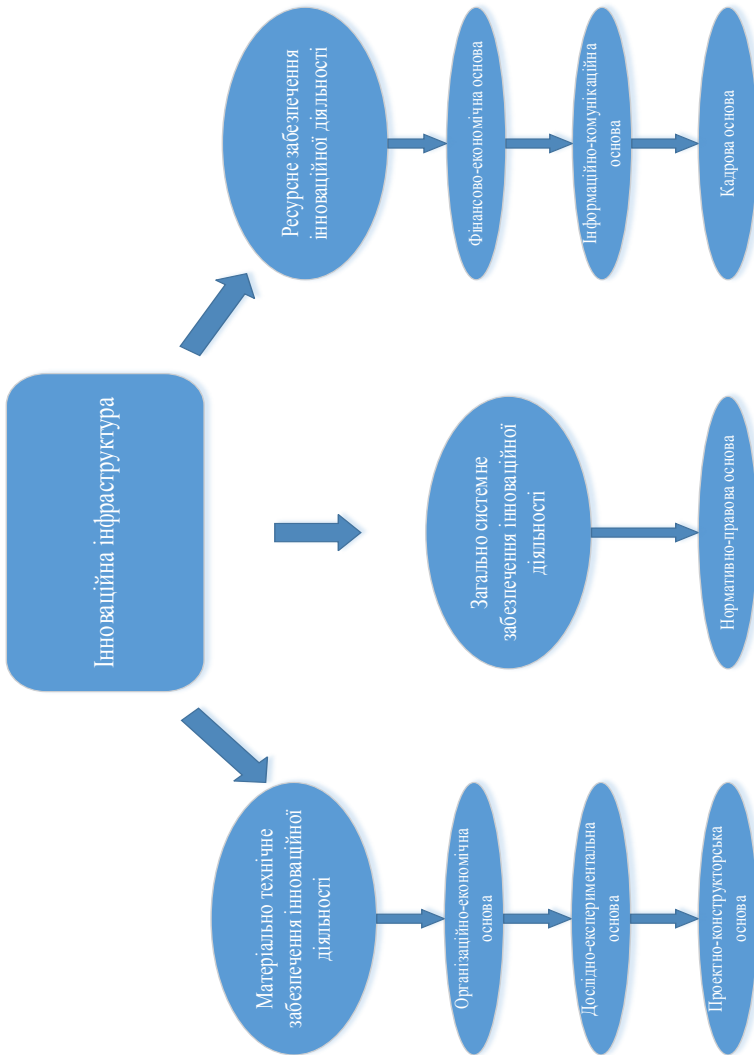 Інноваційна інфраструктура
Матеріально технічне
забезпечення інноваційної
діяльності
Організаційно-економічна
основа
Дослідно-експериментальна
основа
Проектно-конструкторська
основа
Загально системне
забезпечення інноваційної
діяльності
Нормативно-правова основа
Ресурсне забезпечення
інноваційної діяльності
Фінансово-економічна основа
Інформаційно-комунікаційна
основа
Кадрова основа